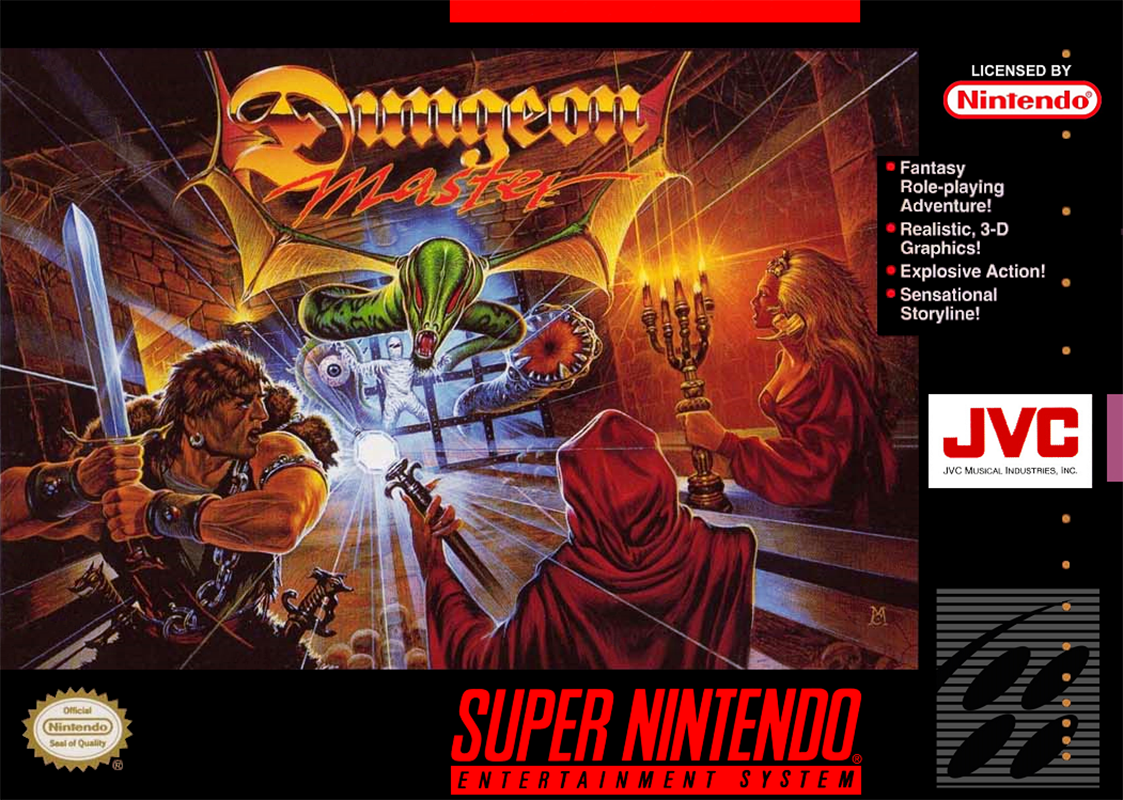 Dungeon
Master
™
LICENSED BY
Nintendo®
Fantasy
Role-playing
Adventure!
Realistic, 3-D
Graphics!
Explosive Action!
Sensational
Storyline!
JVC
JVC MUSICAL INDUSTRIES, INC.
Official
Nintendo
Seal of Quality
®
SUPER NINTENDO®
ENTERTAINMENT SYSTEM